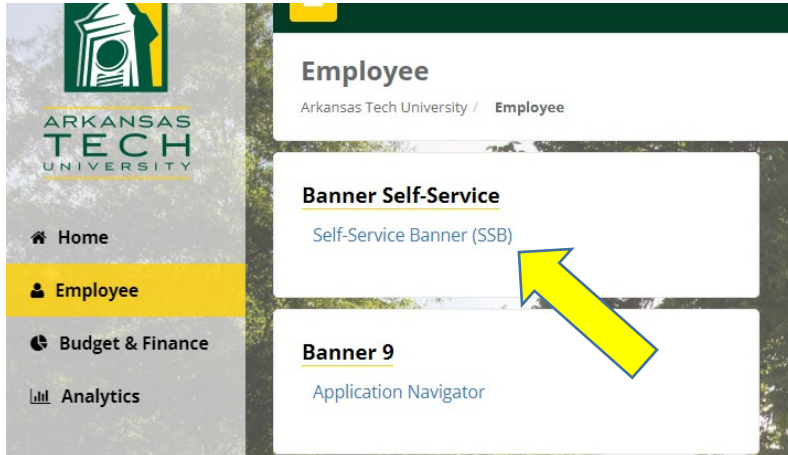 ARKANSAS
TECH
UNIVERSITY
Home
Employee
Budget & Finance
Analytics
Employee
Arkansas Tech University / Employee
Banner Self-Service
Self-Service Banner (SSB)
Banner 9
Application Navigator